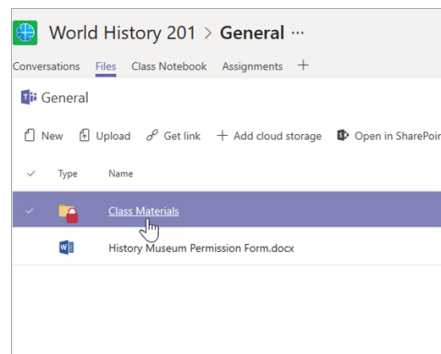 World History 201 > General ...
Conversations Files Class Notebook Assignments +
General
New Upload Get link + Add cloud storage Open in SharePoin
Type Name
Class Materials
History Museum Permission Form.docx